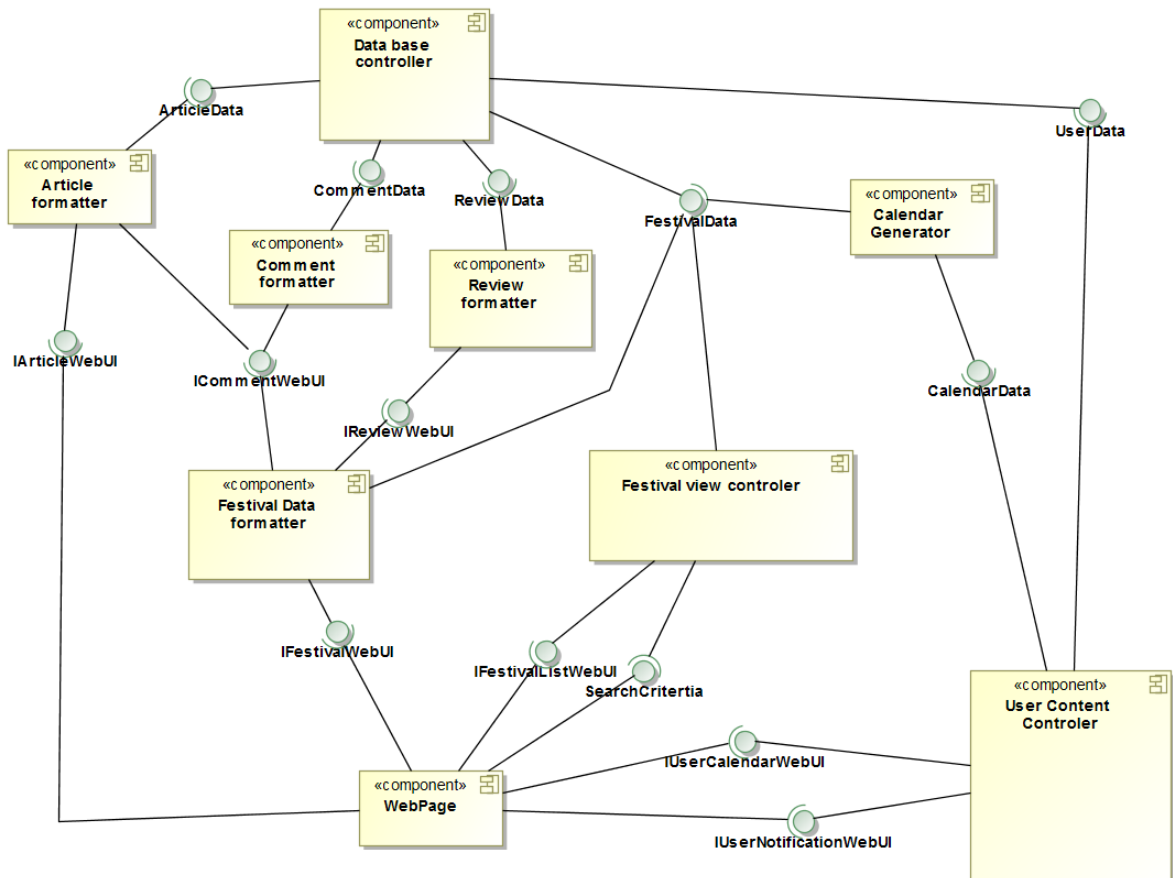 «component»
Data base
controller
ArticleData
UserData
«component»
Article
formatter
CommentData
ReviewData
FestivalData
«component»
Calendar
Generator
«component»
Comment
formatter
«component»
Review
formatter
IArticleWebUI
ICommentWebUI
CalendarData
IReviewWebUI
«component»
Festival Data
formatter
«component»
Festival view controler
IFestivalWebUI
IFestivalListWebUI
SearchCritertia
«component»
User Content
Controler
IUserCalendarWebUI
«component»
WebPage
IUserNotificationWebUI